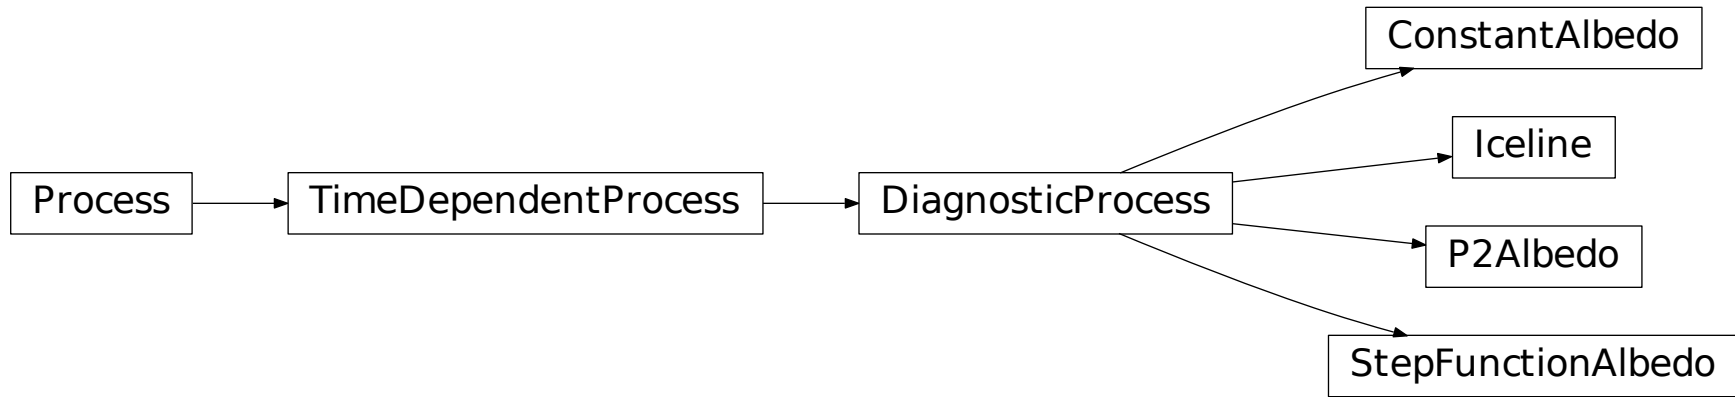 Process
TimeDependentProcess
DiagnosticProcess
ConstantAlbedo
Iceline
P2Albedo
StepFunctionAlbedo